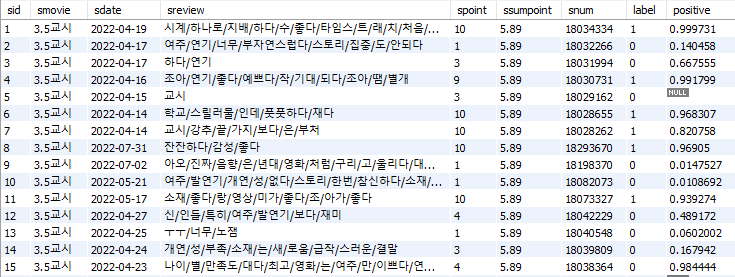 sid smovie sdate sreview spoint ssumpoint snum label positive
1 3.5교시 2022-04-19 시계/하나로/지배/하다/수/좋다/타임스/트/래/치/처음/... 10 5.89 18034334 1 0.999731
2 3.5교시 2022-04-17 여주/연기/너무/부자연스럽다/스토리/집중/도/안되다 1 5.89 18032266 0 0.140458
3 3.5교시 2022-04-17 하다/연기 3 5.89 18031994 0 0.667555
4 3.5교시 2022-04-16 조아/연기/좋다/예쁘다/작/기대/되다/조아/땜/별개 9 5.89 18030731 1 0.991799
5 3.5교시 2022-04-15 교시 3 5.89 18029162 0 NULL
6 3.5교시 2022-04-14 학교/스릴러물/인데/풋풋하다/재다 10 5.89 18028655 1 0.968307
7 3.5교시 2022-04-14 교시/강추/끝/가지/보다/은/부처 10 5.89 18028262 1 0.820758
8 3.5교시 2022-07-31 잔잔하다/감성/좋다 10 5.89 18293670 1 0.96905
9 3.5교시 2022-07-02 아오/진짜/음향/은/년대/영화/처럼/구리/고/울리다/대... 1 5.89 18198370 0 0.0147527
10 3.5교시 2022-05-21 여주/발연기/개연/성/없다/스토리/한번/참신하다/소재/... 1 5.89 18082073 0 0.0108692
11 3.5교시 2022-05-17 소재/좋다/랑/영상/미가/좋다/조/아가/좋다 10 5.89 18073327 1 0.939274
12 3.5교시 2022-04-27 신/인들/특히/여주/발연기/보다/재미 4 5.89 18042229 0 0.489172
13 3.5교시 2022-04-25 ㅜㅜ/너무/노잼 1 5.89 18040548 0 0.0602002
14 3.5교시 2022-04-24 개연/성/부족/소재/는/새/로움/급작/스러운/결말 3 5.89 18039809 0 0.167942
15 3.5교시 2022-04-23 나이/별/만족도/대다/최고/영화/는/여주/만/이쁘다/연... 4 5.89 18038364 0 0.984444